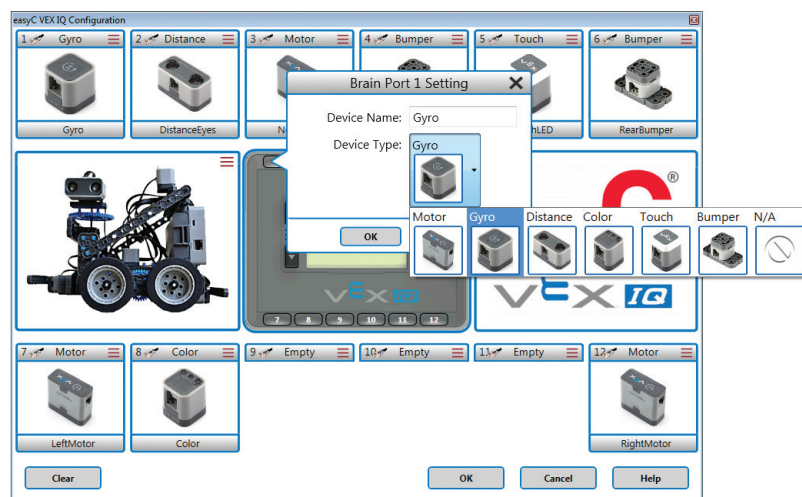 easyC VEX IQ Configuration
1 Gyro
2 Distance
3 Motor
4 Bumper
5 Touch
6 Bumper
Gyro
DistanceEyes
RearBumper
Brain Port 1 Setting
Device Name: Gyro
Device Type: Gyro
OK
Motor Gyro Distance Color Touch Bumper N/A
®
VEX IQ
VEX IQ
7 8 9 10 11 12
7 Motor
8 Color
9 Empty
10 Empty
11 Empty
12 Motor
LeftMotor
Color
RightMotor
Clear
OK
Cancel
Help